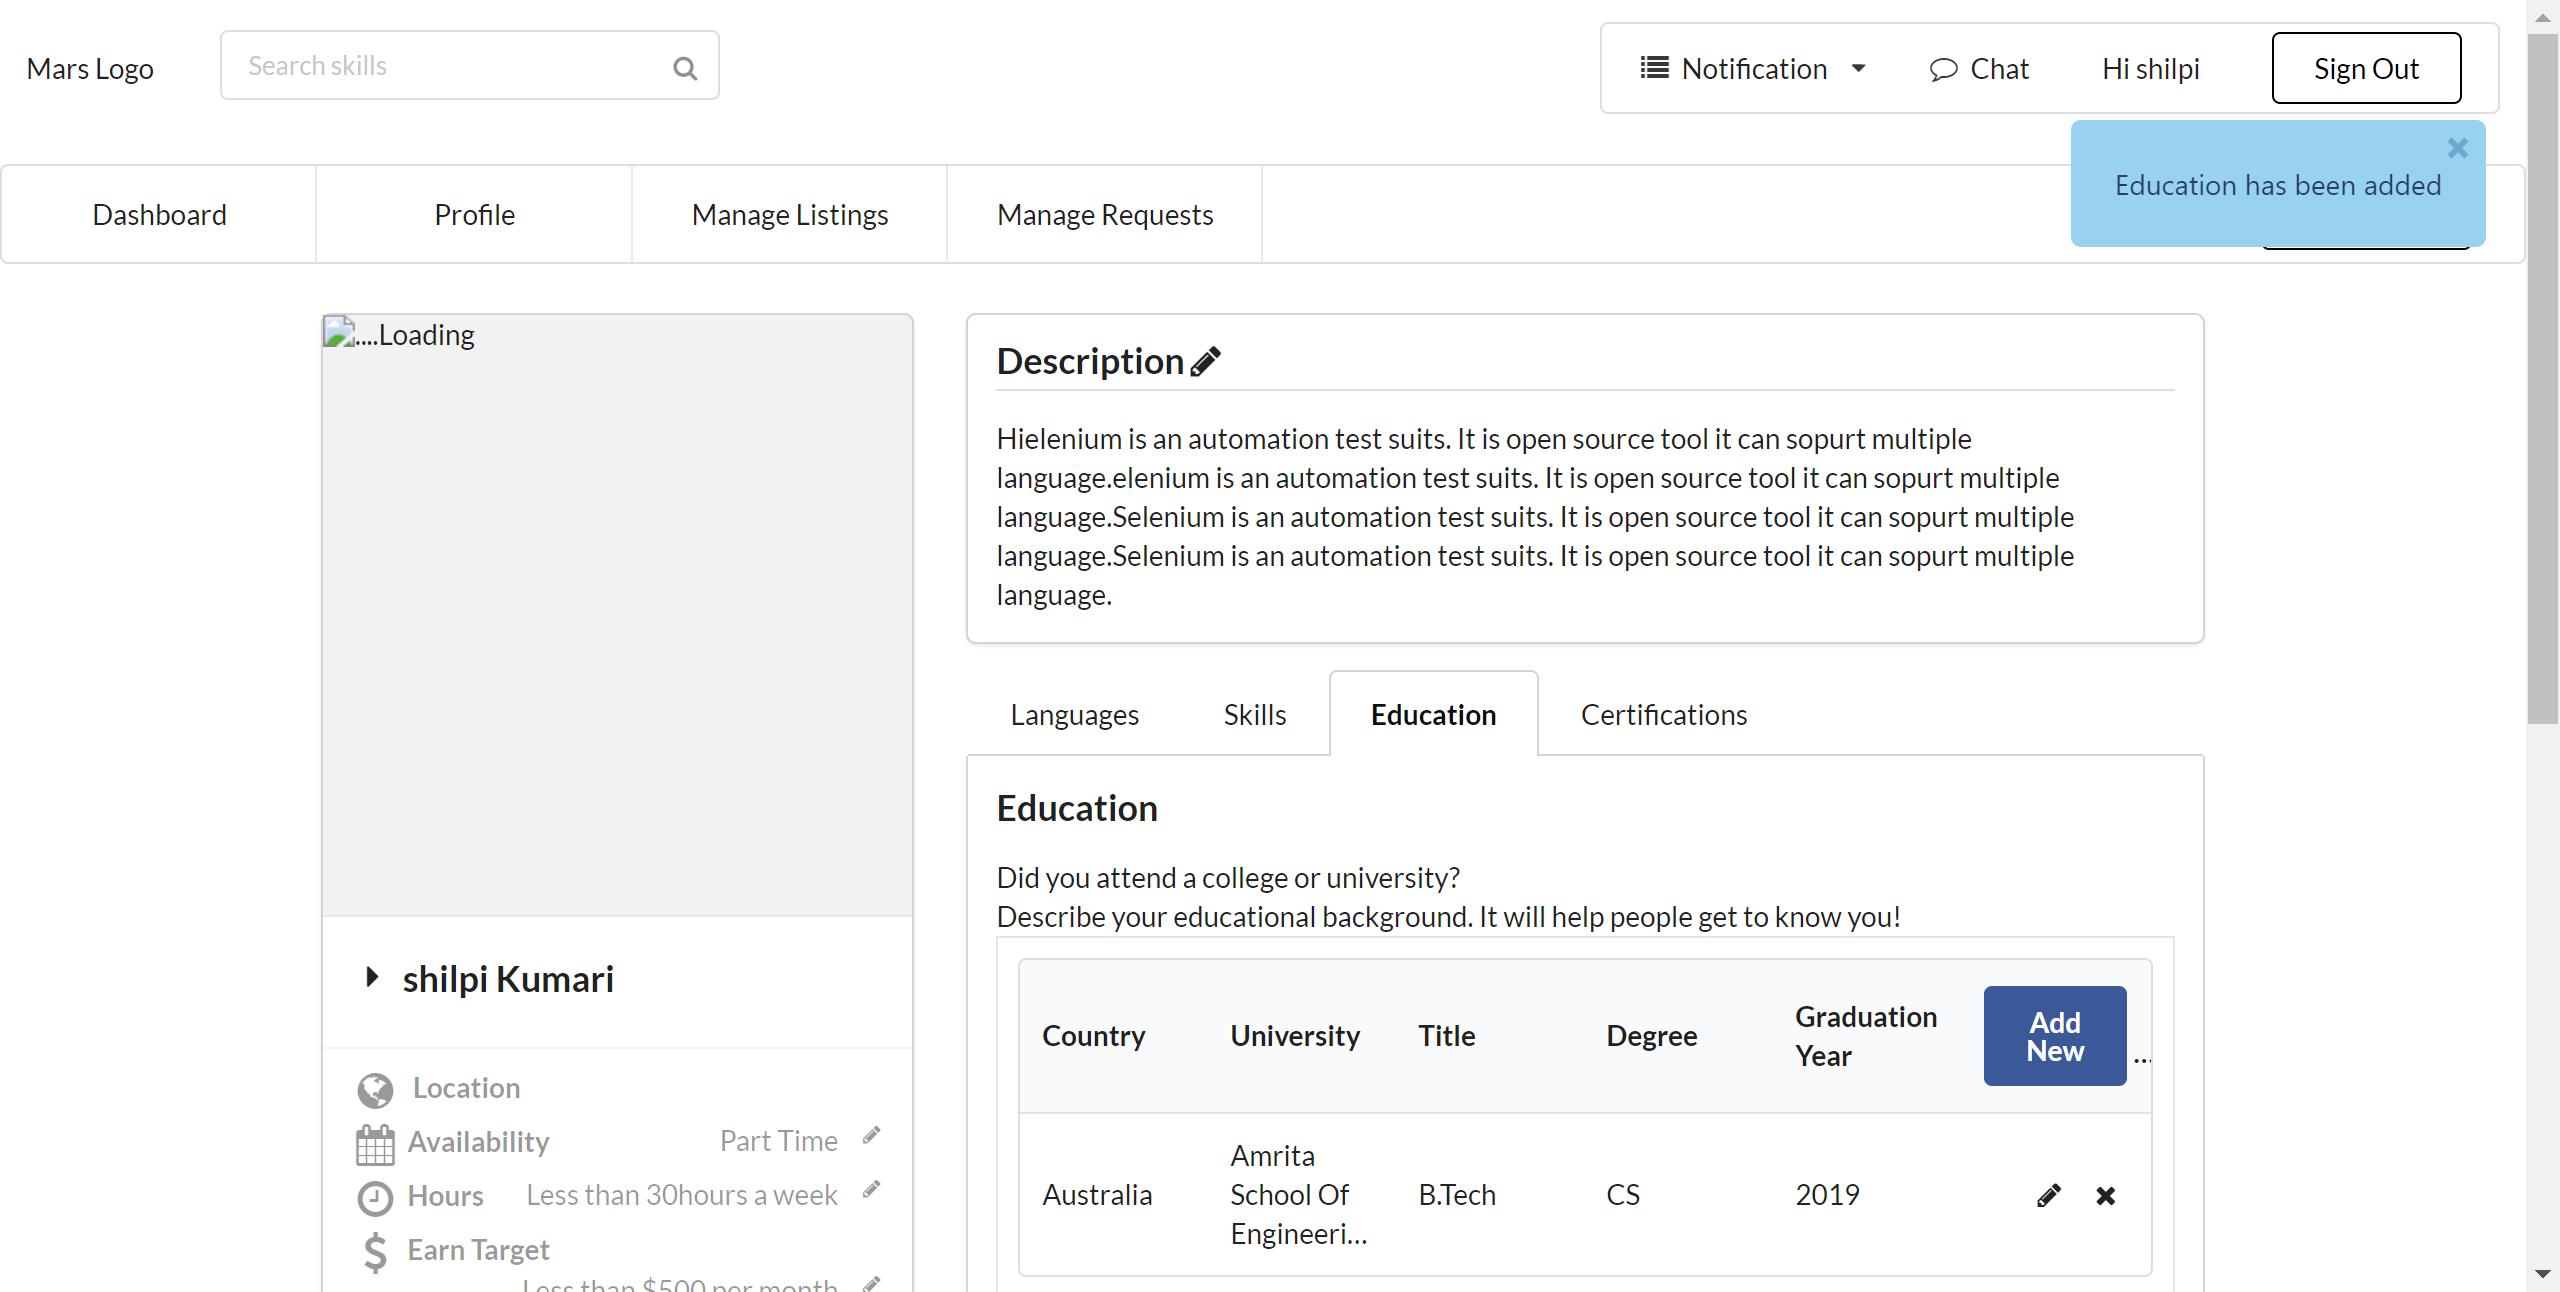 Mars Logo
Search skills
Notification
Chat
Hi shilpi
Sign Out
Education has been added
Dashboard
Profile
Manage Listings
Manage Requests
....Loading
shilpi Kumari
Location
Availability
Part Time
Hours
Less than 30hours a week
Earn Target
Less than $500 per month
Description
Hielenium is an automation test suits. It is open source tool it can sopurt multiple
language.elenium is an automation test suits. It is open source tool it can sopurt multiple
language.Selenium is an automation test suits. It is open source tool it can sopurt multiple
language.Selenium is an automation test suits. It is open source tool it can sopurt multiple
language.
Languages
Skills
Education
Certifications
Education
Did you attend a college or university?
Describe your educational background. It will help people get to know you!
Country
University
Title
Degree
Graduation
Year
Add
New
...
Australia
Amrita
School Of
Engineeri...
B.Tech
CS
2019